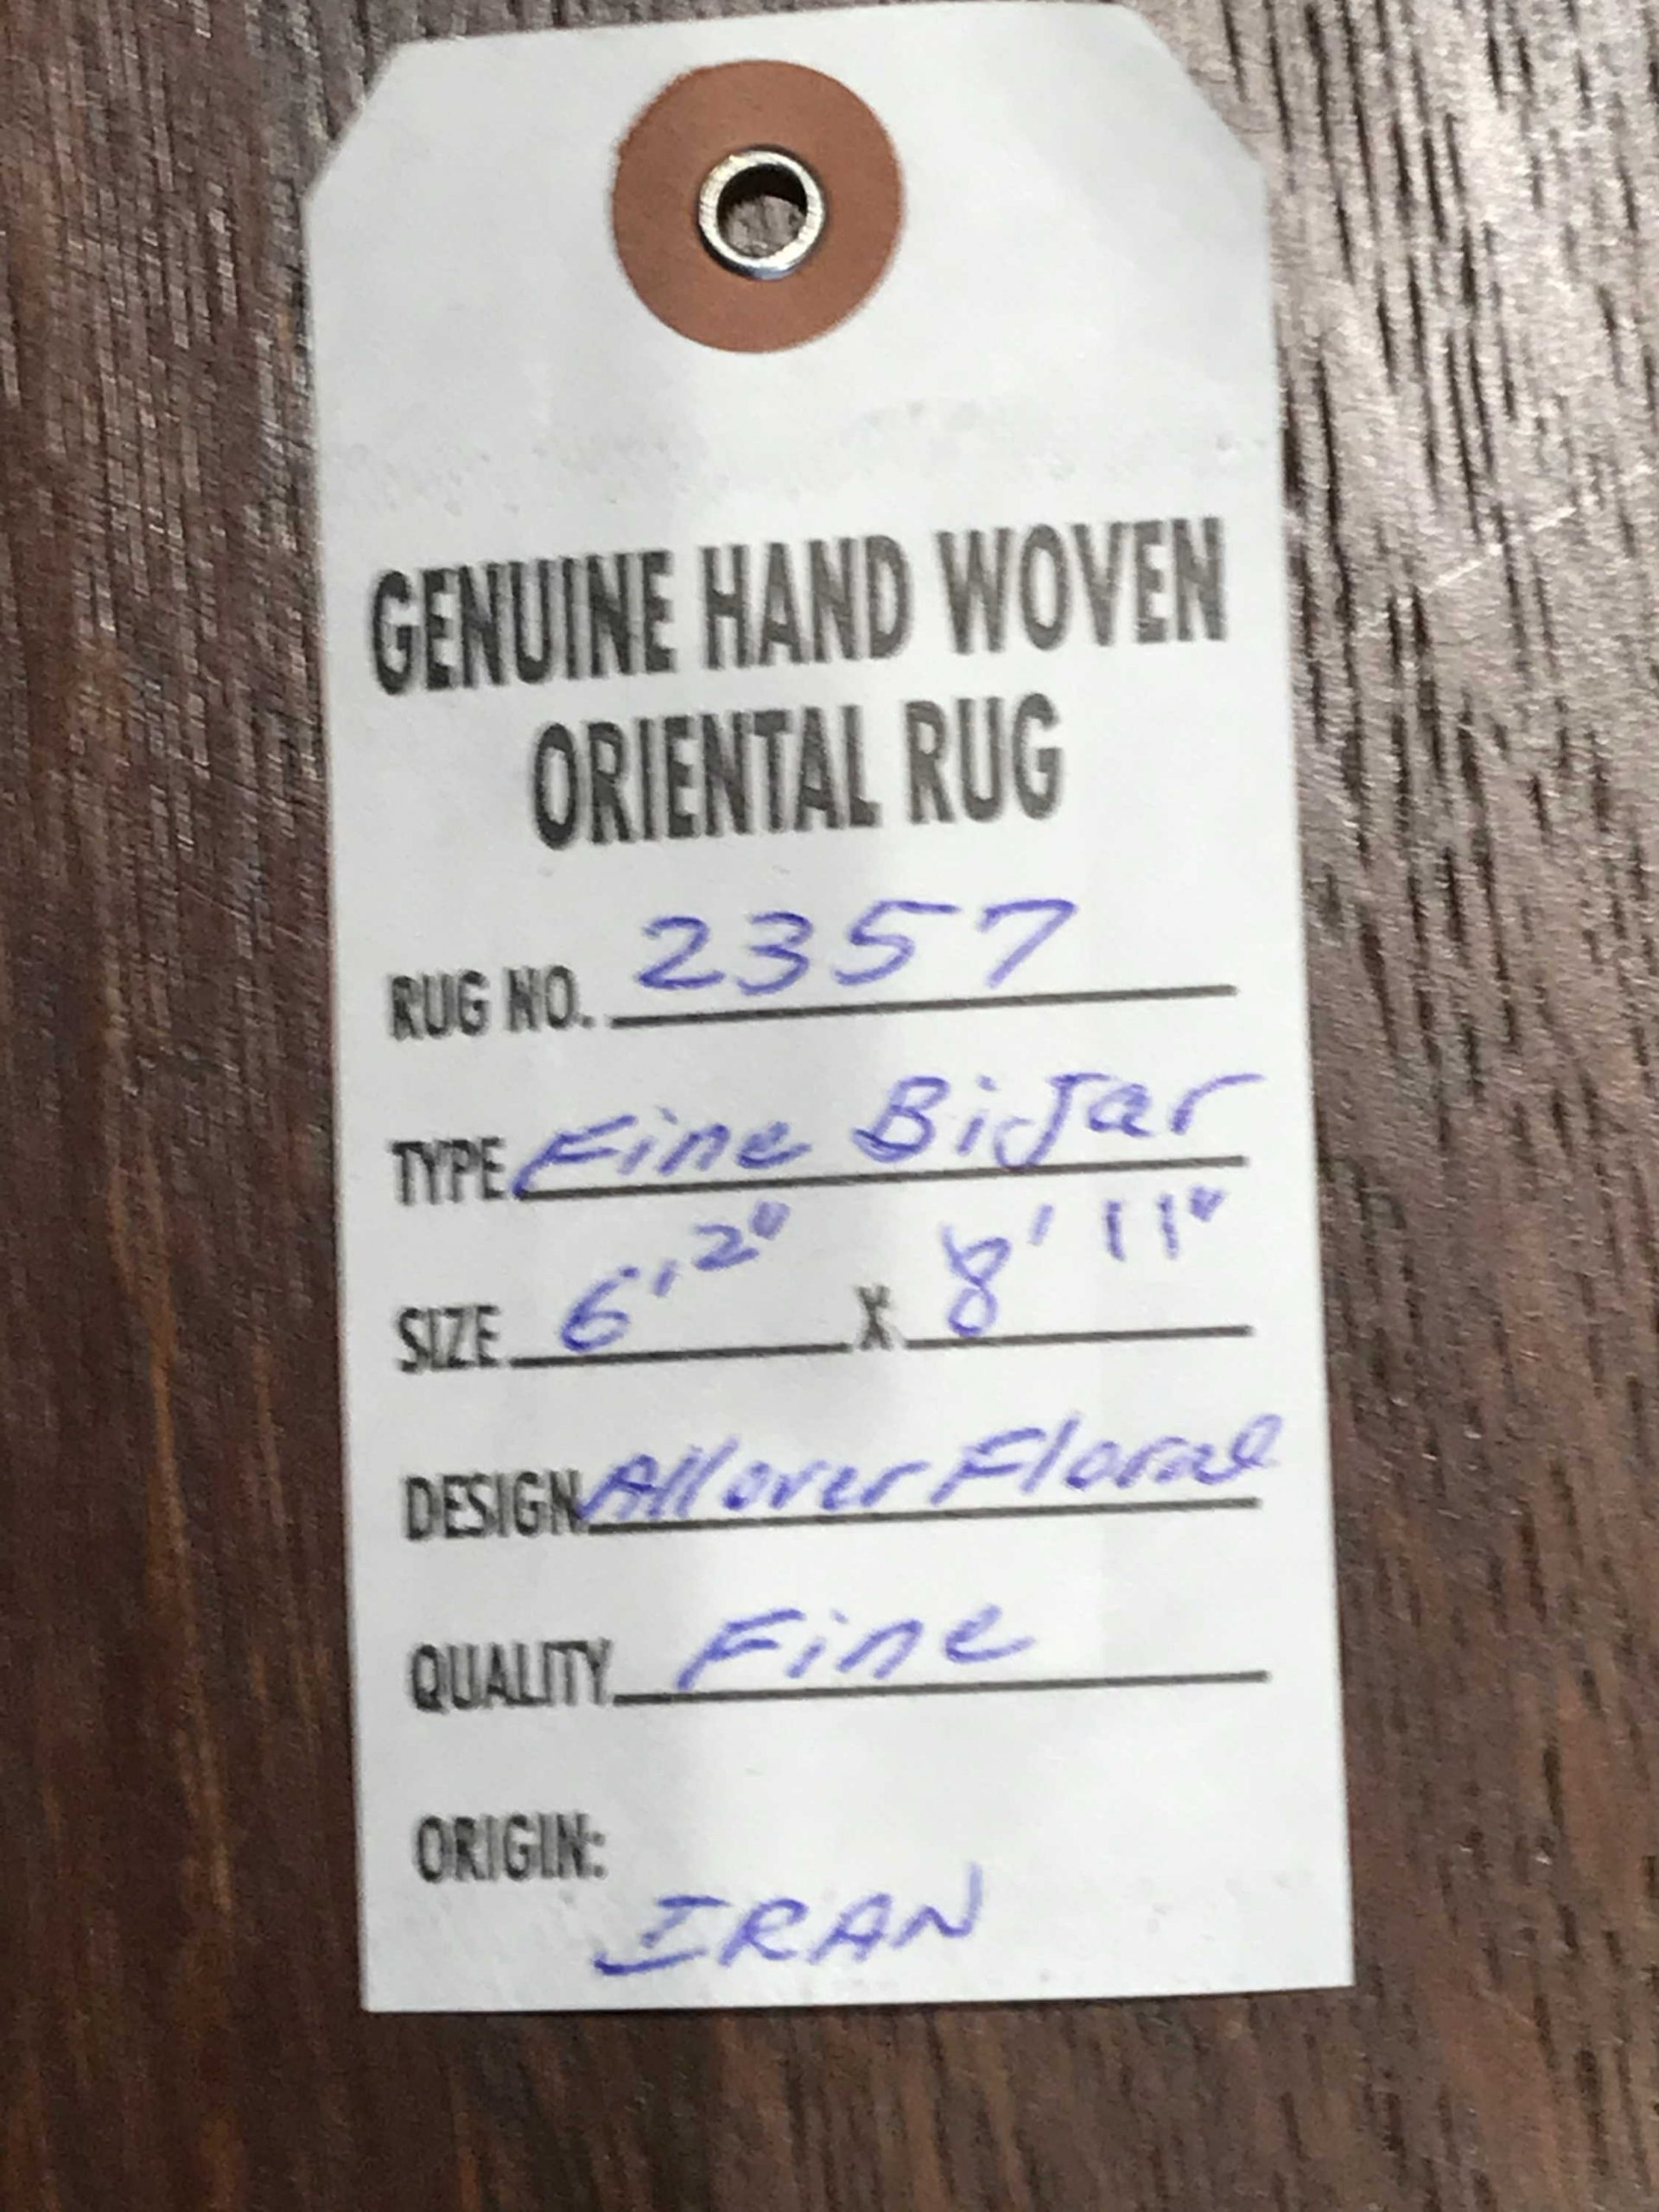 GENUINE HAND WOVEN
ORIENTAL RUG
RUG NO. 2357
TYPE Fine BiJar
SIZE 6' 2" X 8' 11"
DESIGN Allover Floral
QUALITY Fine
ORIGIN:
IRAN